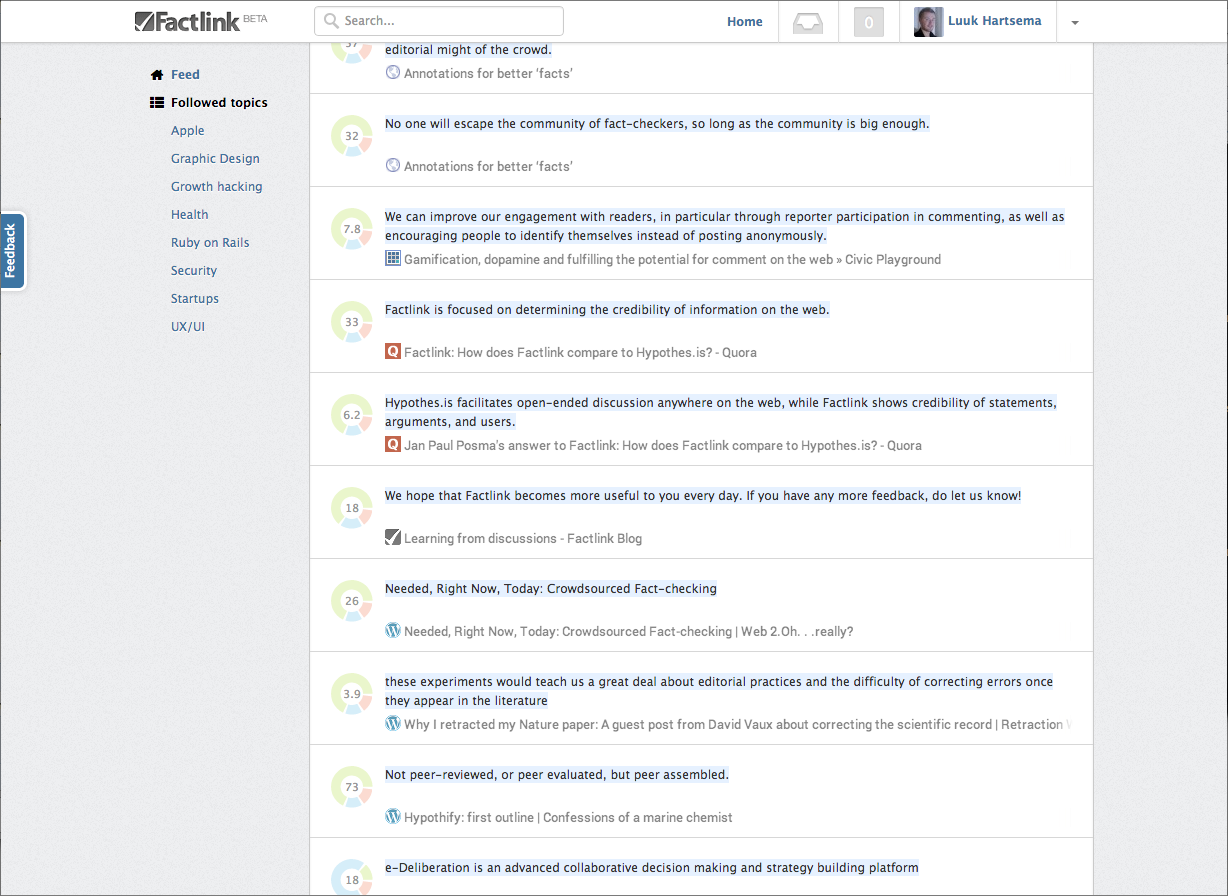 Factlink BETA
Search...
Home
0
Luuk Hartsema
Feed
Followed topics
Apple
Graphic Design
Growth hacking
Health
Ruby on Rails
Security
Startups
UX/UI
Feedback
37
editorial might of the crowd.
Annotations for better ‘facts’
32
No one will escape the community of fact-checkers, so long as the community is big enough.
Annotations for better ‘facts’
7.8
We can improve our engagement with readers, in particular through reporter participation in commenting, as well as
encouraging people to identify themselves instead of posting anonymously.
Gamification, dopamine and fulfilling the potential for comment on the web » Civic Playground
33
Factlink is focused on determining the credibility of information on the web.
Factlink: How does Factlink compare to Hypothes.is? - Quora
6.2
Hypothes.is facilitates open-ended discussion anywhere on the web, while Factlink shows credibility of statements,
arguments, and users.
Jan Paul Posma's answer to Factlink: How does Factlink compare to Hypothes.is? - Quora
18
We hope that Factlink becomes more useful to you every day. If you have any more feedback, do let us know!
Learning from discussions - Factlink Blog
26
Needed, Right Now, Today: Crowdsourced Fact-checking
Needed, Right Now, Today: Crowdsourced Fact-checking | Web 2.Oh. . .really?
3.9
these experiments would teach us a great deal about editorial practices and the difficulty of correcting errors once
they appear in the literature
Why I retracted my Nature paper: A guest post from David Vaux about correcting the scientific record | Retraction
73
Not peer-reviewed, or peer evaluated, but peer assembled.
Hypothify: first outline | Confessions of a marine chemist
18
e-Deliberation is an advanced collaborative decision making and strategy building platform